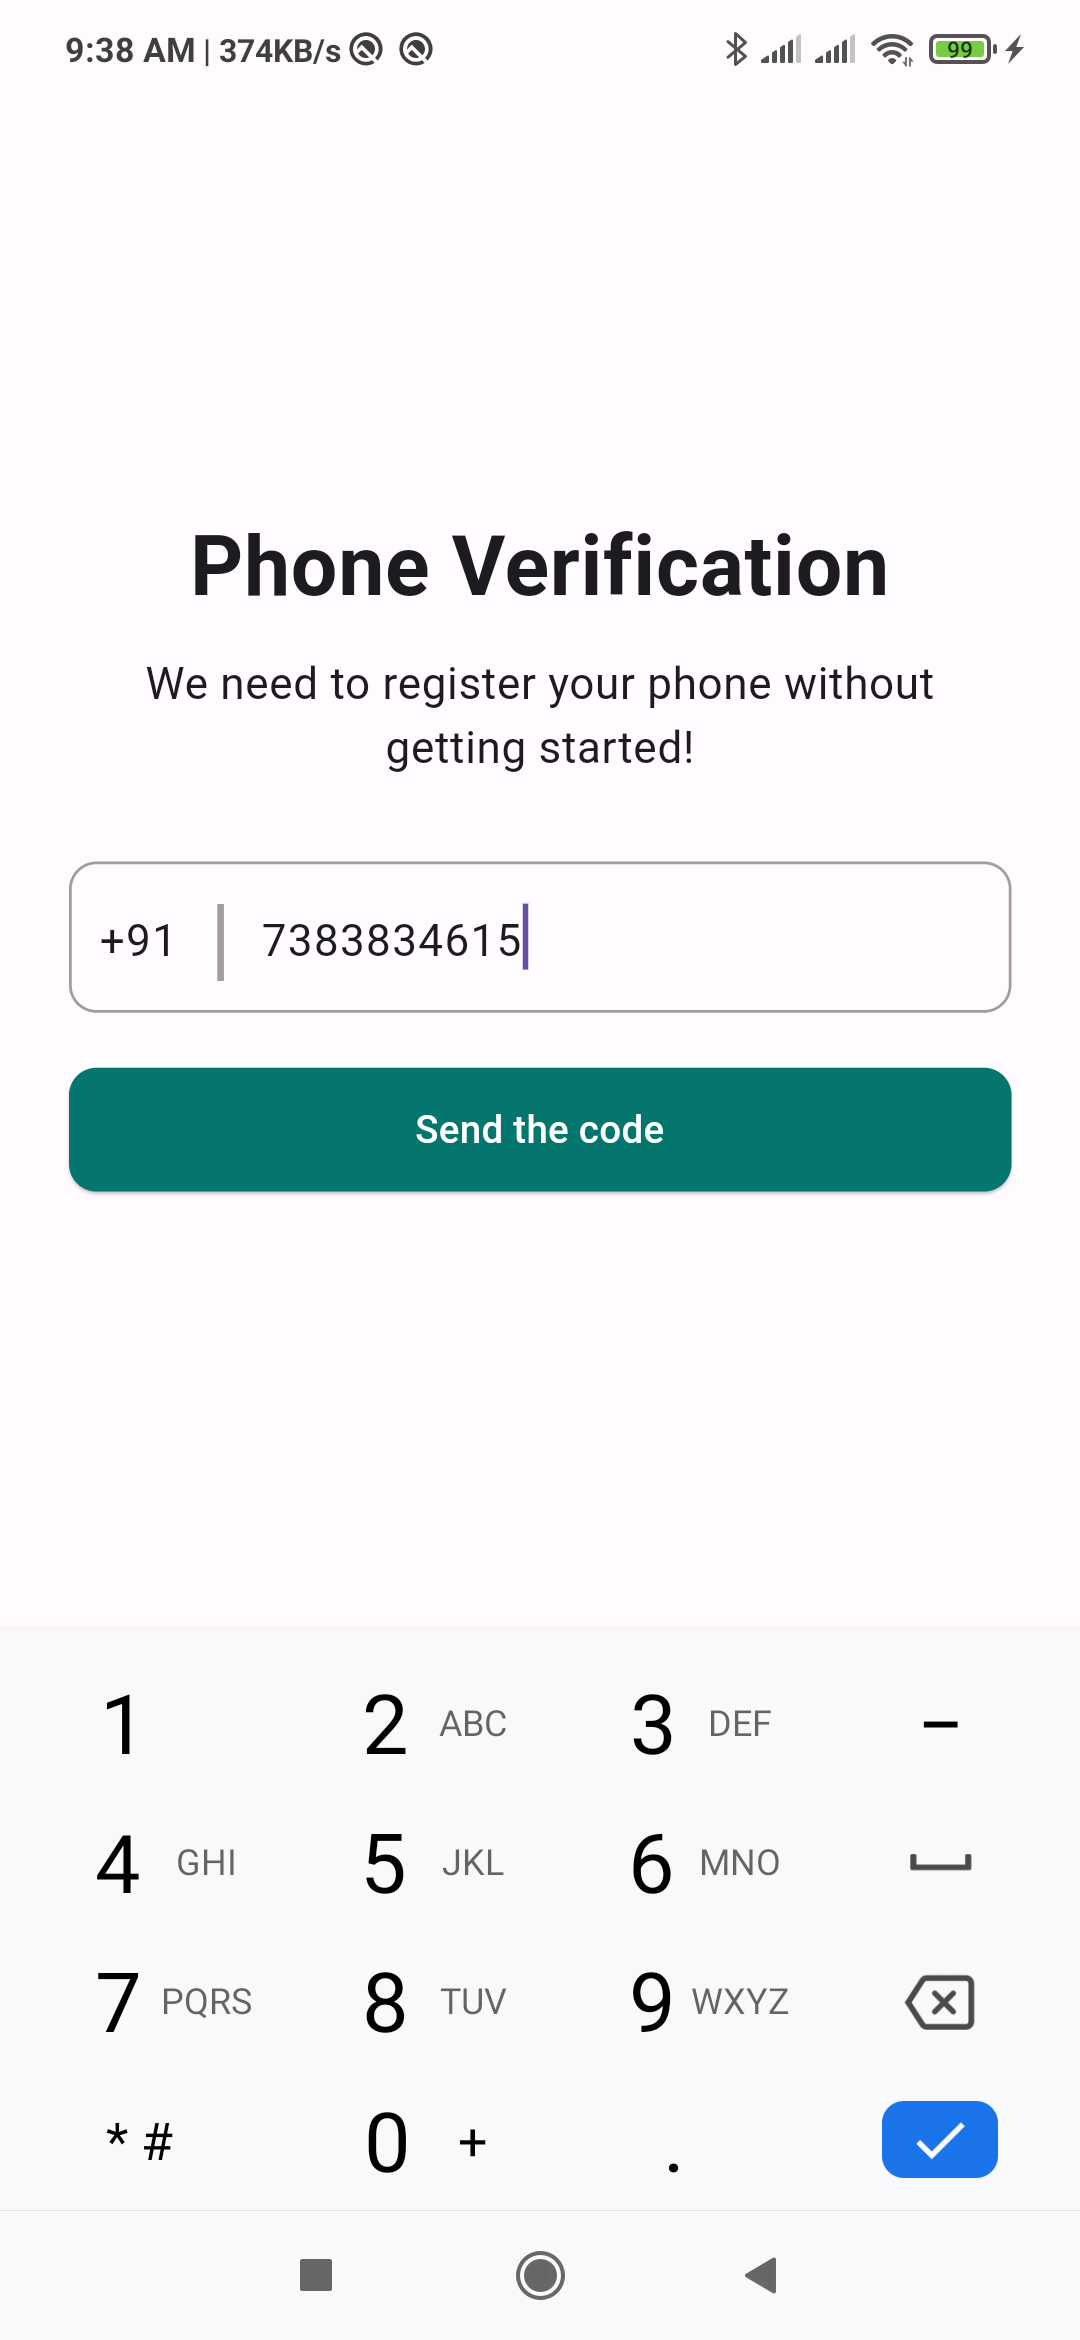 9:38 AM | 374KB/s 99
Phone Verification
We need to register your phone without
getting started!
+91 7383834615
Send the code
1 2 ABC 3 DEF –
4 GHI 5 JKL 6 MNO
7 PQRS 8 TUV 9 WXYZ
* # 0 + .